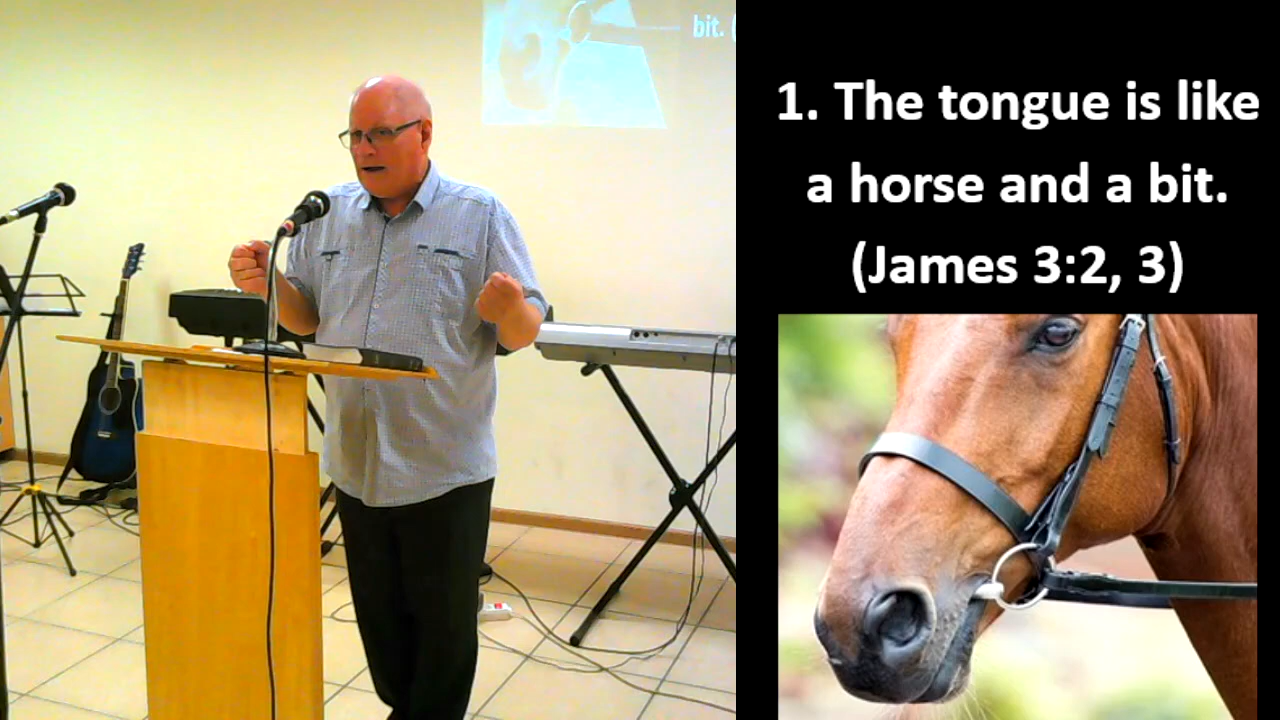 bit. (
1. The tongue is like
a horse and a bit.
(James 3:2, 3)